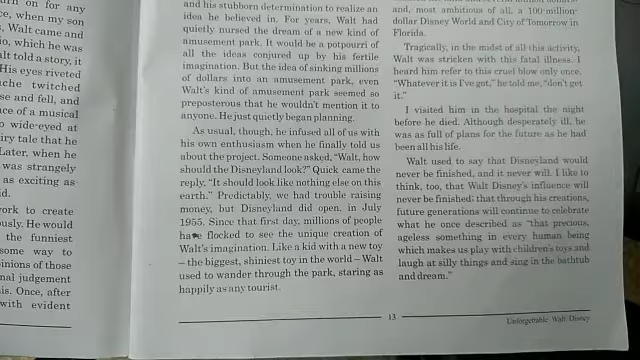 urn on for any
ce, when my son
, Walt came and
io, which he was
lt told a story, it
His eyes riveted
che twitched
se and fell, and
ce of a musical
o wide-eyed at
iry tale that he
Later, when he
was strangely
as exciting as
d.
ork to create
usly. He would
the funniest
some way to
inions of those
nal judgement
is. Once, after
with evident
and his stubborn determination to realize an
idea he believed in. For years, Walt had
quietly nursed the dream of a new kind of
amusement park. It would be a potpourri of
all the ideas conjured up by his fertile
imagination. But the idea of sinking millions
of dollars into an amusement park, even
Walt's kind of amusement park seemed so
preposterous that he wouldn't mention it to
anyone. He just quietly began planning.
As usual, though, he infused all of us with
his own enthusiasm when he finally told us
about the project. Someone asked, "Walt, how
should the Disneyland look?" Quick came the
reply, "It should look like nothing else on this
earth." Predictably, we had trouble raising
money, but Disneyland did open, in July
1955. Since that first day, millions of people
have flocked to see the unique creation of
Walt's imagination. Like a kid with a new toy
– the biggest, shiniest toy in the world – Walt
used to wander through the park, staring as
happily as any tourist.
and, most ambitious of all, a 100-million-
dollar Disney World and City of Tomorrow in
Florida.
Tragically, in the midst of all this activity,
Walt was stricken with this fatal illness. I
heard him refer to this cruel blow only once.
"Whatever it is I've got," he told me, "don't get
it."
I visited him in the hospital the night
before he died. Although desperately ill, he
was as full of plans for the future as he had
been all his life.
Walt used to say that Disneyland would
never be finished, and it never will. I like to
think, too, that Walt Disney's influence will
never be finished; that through his creations,
future generations will continue to celebrate
what he once described as "that precious,
ageless something in every human being
which makes us play with children's toys and
laugh at silly things and sing in the bathtub
and dream."
13
Unforgettable Walt Disney